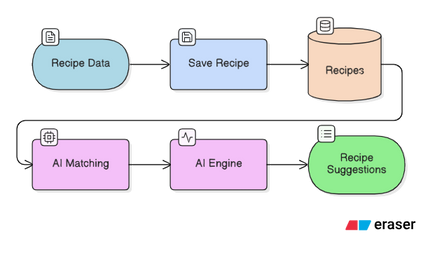 Recipe Data
Save Recipe
Recipes
AI Matching
AI Engine
Recipe
Suggestions
eraser